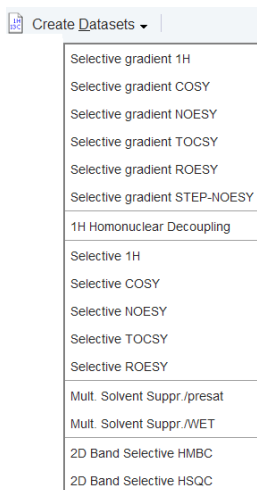 1H
13C
Create Datasets
Selective gradient 1H
Selective gradient COSY
Selective gradient NOESY
Selective gradient TOCSY
Selective gradient ROESY
Selective gradient STEP-NOESY
1H Homonuclear Decoupling
Selective 1H
Selective COSY
Selective NOESY
Selective TOCSY
Selective ROESY
Mult. Solvent Suppr./presat
Mult. Solvent Suppr./WET
2D Band Selective HMBC
2D Band Selective HSQC